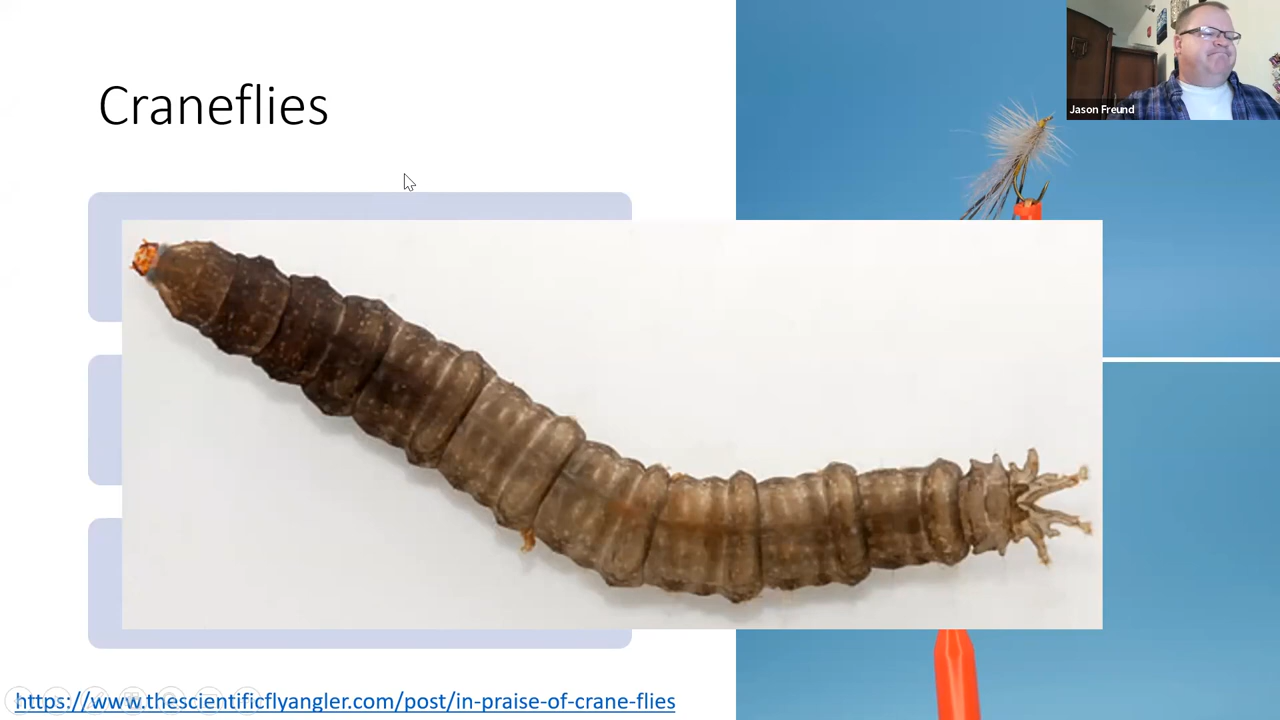 Craneflies
Jason Freund
https://www.thescientificflyangler.com/post/in-praise-of-crane-flies